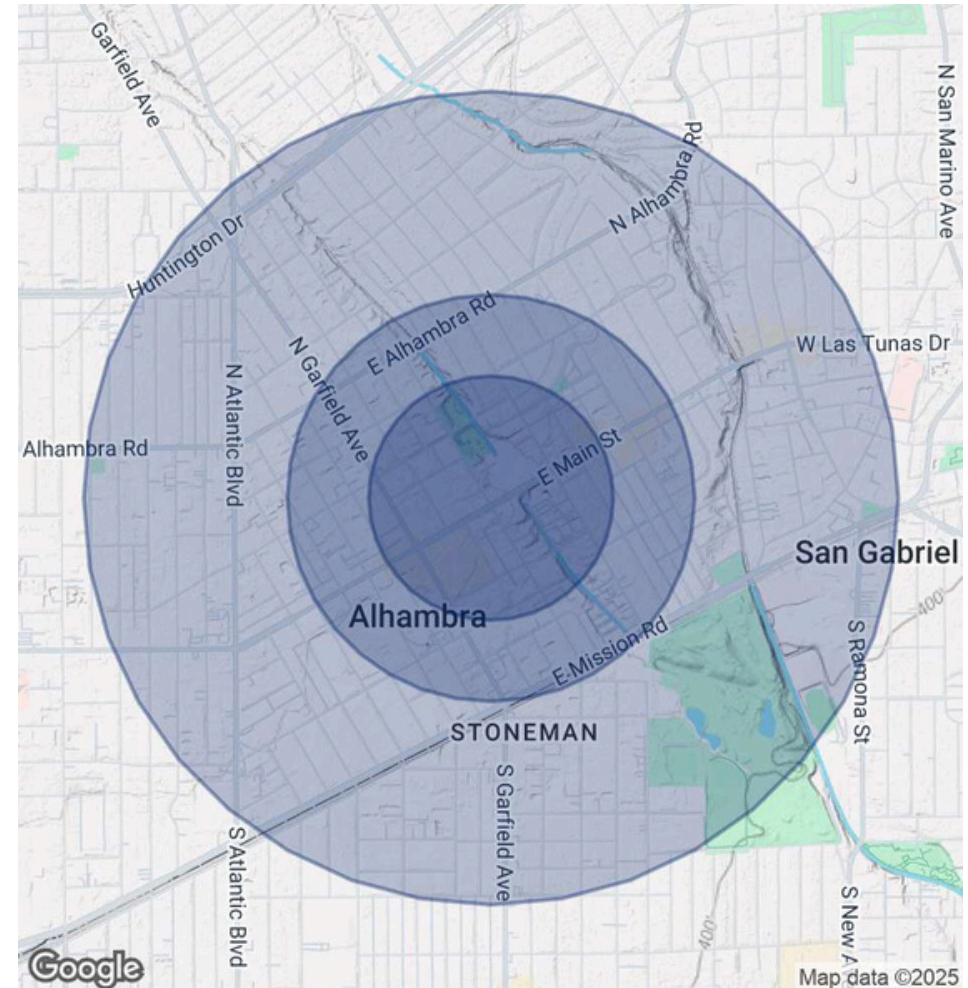 Garfield Ave
N San Marino Ave
N Alhambra Rd
Huntington Dr
E Alhambra Rd
W Las Tunas Dr
N Garfield Ave
N Atlantic Blvd
Alhambra Rd
E Main St
San Gabriel
Alhambra
400'
S Ramona St
E Mission Rd
STONEMAN
S Garfield Ave
S Atlantic Blvd
S New A
400'
Google
Map data ©2025